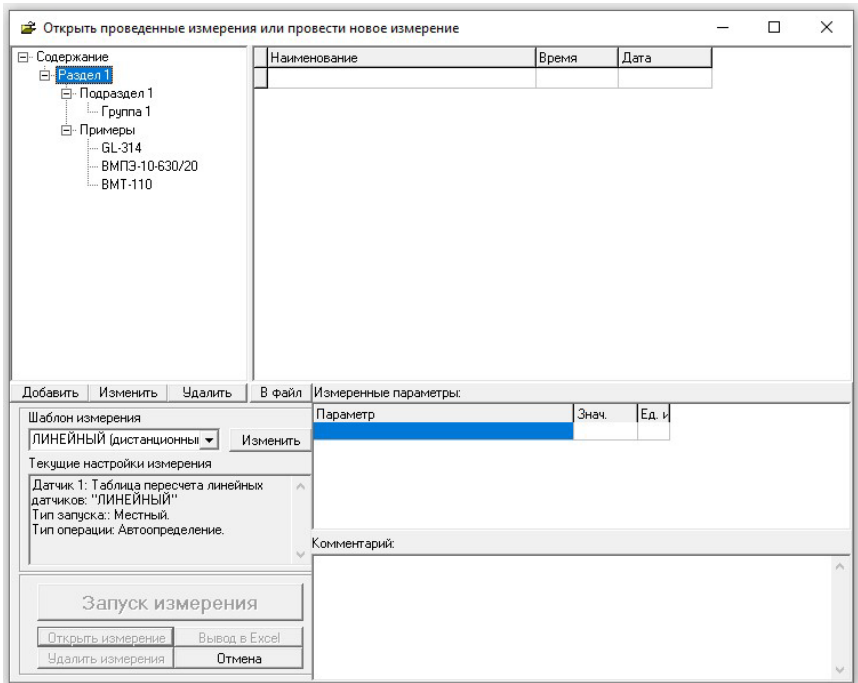 Открыть проведенные измерения или провести новое измерение
Содержание
Раздел 1
Подраздел 1
Группа 1
Примеры
GL-314
ВМПЭ-10-630/20
ВМТ-110
Наименование Время Дата
Добавить Изменить Удалить В файл
Измеренные параметры:
Параметр Знач. Ед. и
Шаблон измерения
ЛИНЕЙНЫЙ (дистанционны Изменить
Текущие настройки измерения
Датчик 1: Таблица пересчета линейных
датчиков: "ЛИНЕЙНЫЙ"
Тип запуска:: Местный.
Тип операции: Автоопределение.
Комментарий:
Запуск измерения
Открыть измерение Вывод в Excel
Удалить измерения Отмена